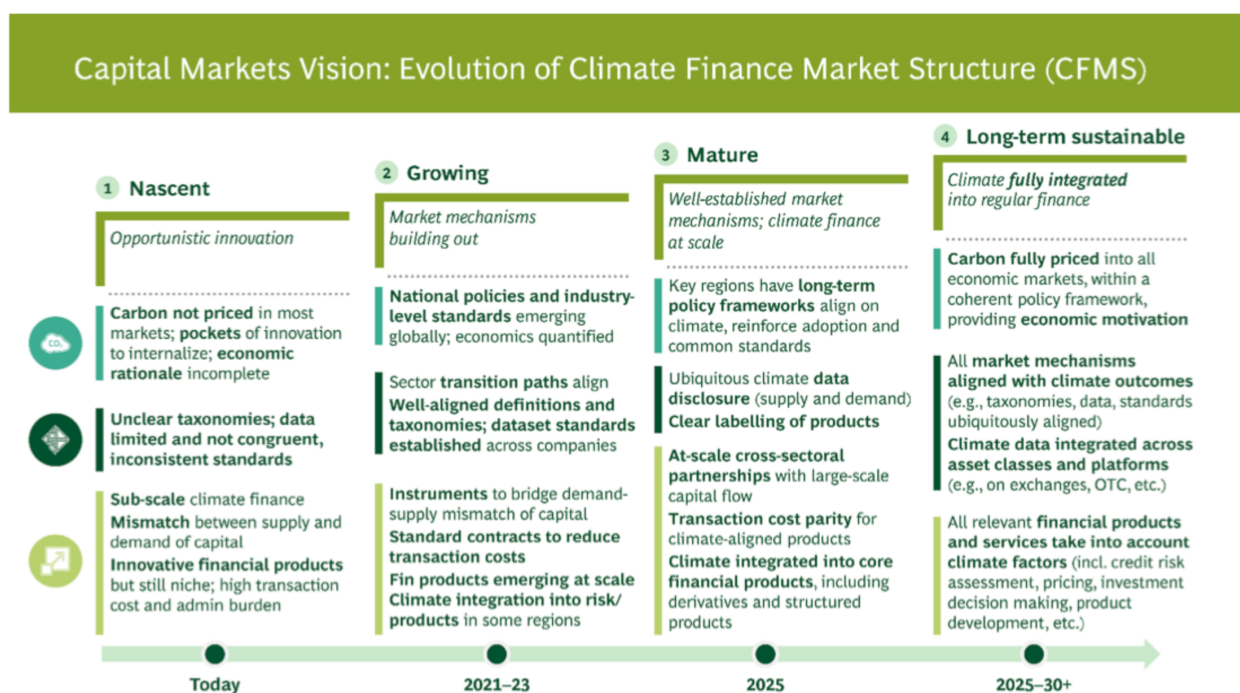 Capital Markets Vision: Evolution of Climate Finance Market Structure (CFMS)
1 Nascent
Opportunistic innovation
CO₂
Carbon not priced in most
markets; pockets of innovation
to internalize; economic
rationale incomplete
Unclear taxonomies; data
limited and not congruent,
inconsistent standards
Sub-scale climate finance
Mismatch between supply and
demand of capital
Innovative financial products
but still niche; high transaction
cost and admin burden
Today
2 Growing
Market mechanisms
building out
National policies and industry-
level standards emerging
globally; economics quantified
Sector transition paths align
Well-aligned definitions and
taxonomies; dataset standards
established across companies
Instruments to bridge demand-
supply mismatch of capital
Standard contracts to reduce
transaction costs
Fin products emerging at scale
Climate integration into risk/
products in some regions
2021–23
3 Mature
Well-established market
mechanisms; climate finance
at scale
Key regions have long-term
policy frameworks align on
climate, reinforce adoption and
common standards
Ubiquitous climate data
disclosure (supply and demand)
Clear labelling of products
At-scale cross-sectoral
partnerships with large-scale
capital flow
Transaction cost parity for
climate-aligned products
Climate integrated into core
financial products, including
derivatives and structured
products
2025
4 Long-term sustainable
Climate fully integrated
into regular finance
Carbon fully priced into all
economic markets, within a
coherent policy framework,
providing economic motivation
All market mechanisms
aligned with climate outcomes
(e.g., taxonomies, data, standards
ubiquitously aligned)
Climate data integrated across
asset classes and platforms
(e.g., on exchanges, OTC, etc.)
All relevant financial products
and services take into account
climate factors (incl. credit risk
assessment, pricing, investment
decision making, product
development, etc.)
2025–30+